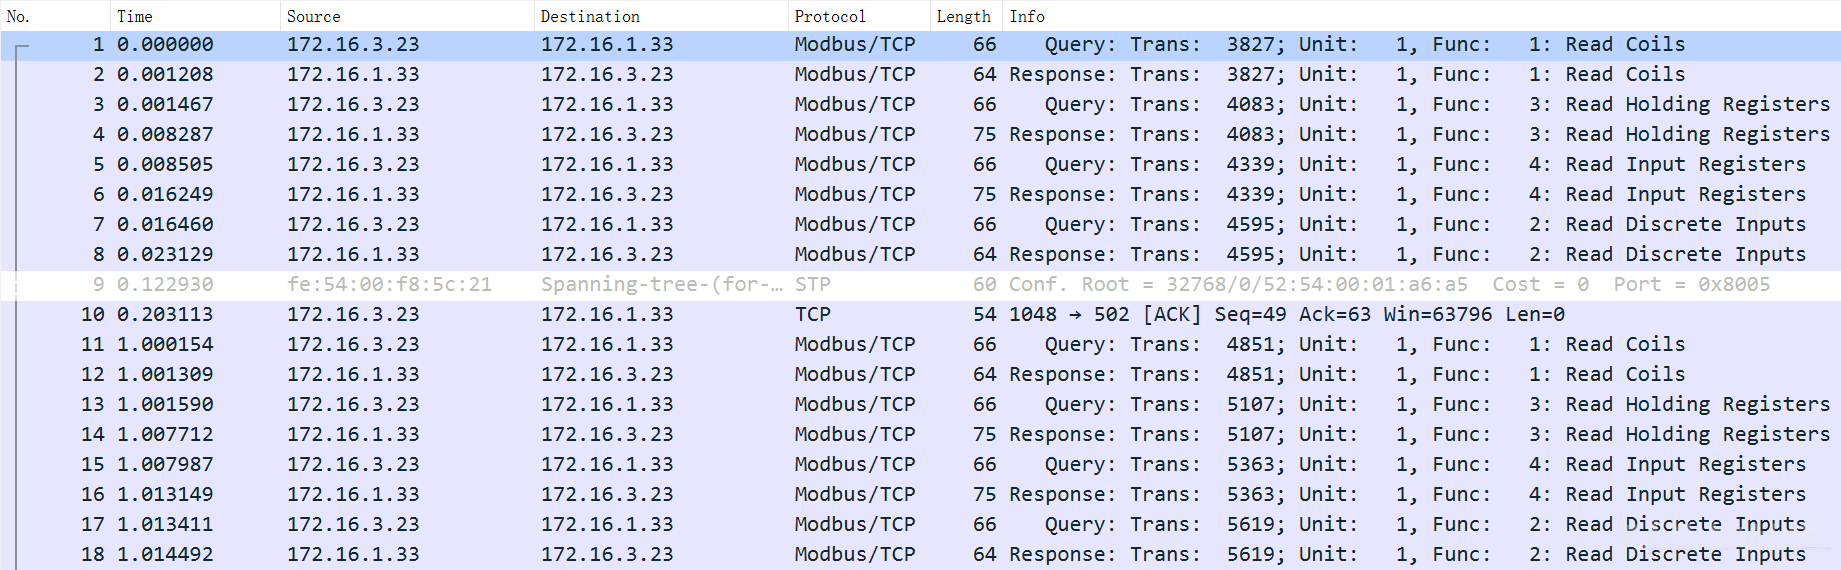 No. Time Source Destination Protocol Length Info
1 0.000000 172.16.3.23 172.16.1.33 Modbus/TCP 66 Query: Trans: 3827; Unit: 1, Func: 1: Read Coils
2 0.001208 172.16.1.33 172.16.3.23 Modbus/TCP 64 Response: Trans: 3827; Unit: 1, Func: 1: Read Coils
3 0.001467 172.16.3.23 172.16.1.33 Modbus/TCP 66 Query: Trans: 4083; Unit: 1, Func: 3: Read Holding Registers
4 0.008287 172.16.1.33 172.16.3.23 Modbus/TCP 75 Response: Trans: 4083; Unit: 1, Func: 3: Read Holding Registers
5 0.008505 172.16.3.23 172.16.1.33 Modbus/TCP 66 Query: Trans: 4339; Unit: 1, Func: 4: Read Input Registers
6 0.016249 172.16.1.33 172.16.3.23 Modbus/TCP 75 Response: Trans: 4339; Unit: 1, Func: 4: Read Input Registers
7 0.016460 172.16.3.23 172.16.1.33 Modbus/TCP 66 Query: Trans: 4595; Unit: 1, Func: 2: Read Discrete Inputs
8 0.023129 172.16.1.33 172.16.3.23 Modbus/TCP 64 Response: Trans: 4595; Unit: 1, Func: 2: Read Discrete Inputs
9 0.122930 fe:54:00:f8:5c:21 Spanning-tree-(for-… STP 60 Conf. Root = 32768/0/52:54:00:01:a6:a5 Cost = 0 Port = 0x8005
10 0.203113 172.16.3.23 172.16.1.33 TCP 54 1048 → 502 [ACK] Seq=49 Ack=63 Win=63796 Len=0
11 1.000154 172.16.3.23 172.16.1.33 Modbus/TCP 66 Query: Trans: 4851; Unit: 1, Func: 1: Read Coils
12 1.001309 172.16.1.33 172.16.3.23 Modbus/TCP 64 Response: Trans: 4851; Unit: 1, Func: 1: Read Coils
13 1.001590 172.16.3.23 172.16.1.33 Modbus/TCP 66 Query: Trans: 5107; Unit: 1, Func: 3: Read Holding Registers
14 1.007712 172.16.1.33 172.16.3.23 Modbus/TCP 75 Response: Trans: 5107; Unit: 1, Func: 3: Read Holding Registers
15 1.007987 172.16.3.23 172.16.1.33 Modbus/TCP 66 Query: Trans: 5363; Unit: 1, Func: 4: Read Input Registers
16 1.013149 172.16.1.33 172.16.3.23 Modbus/TCP 75 Response: Trans: 5363; Unit: 1, Func: 4: Read Input Registers
17 1.013411 172.16.3.23 172.16.1.33 Modbus/TCP 66 Query: Trans: 5619; Unit: 1, Func: 2: Read Discrete Inputs
18 1.014492 172.16.1.33 172.16.3.23 Modbus/TCP 64 Response: Trans: 5619; Unit: 1, Func: 2: Read Discrete Inputs